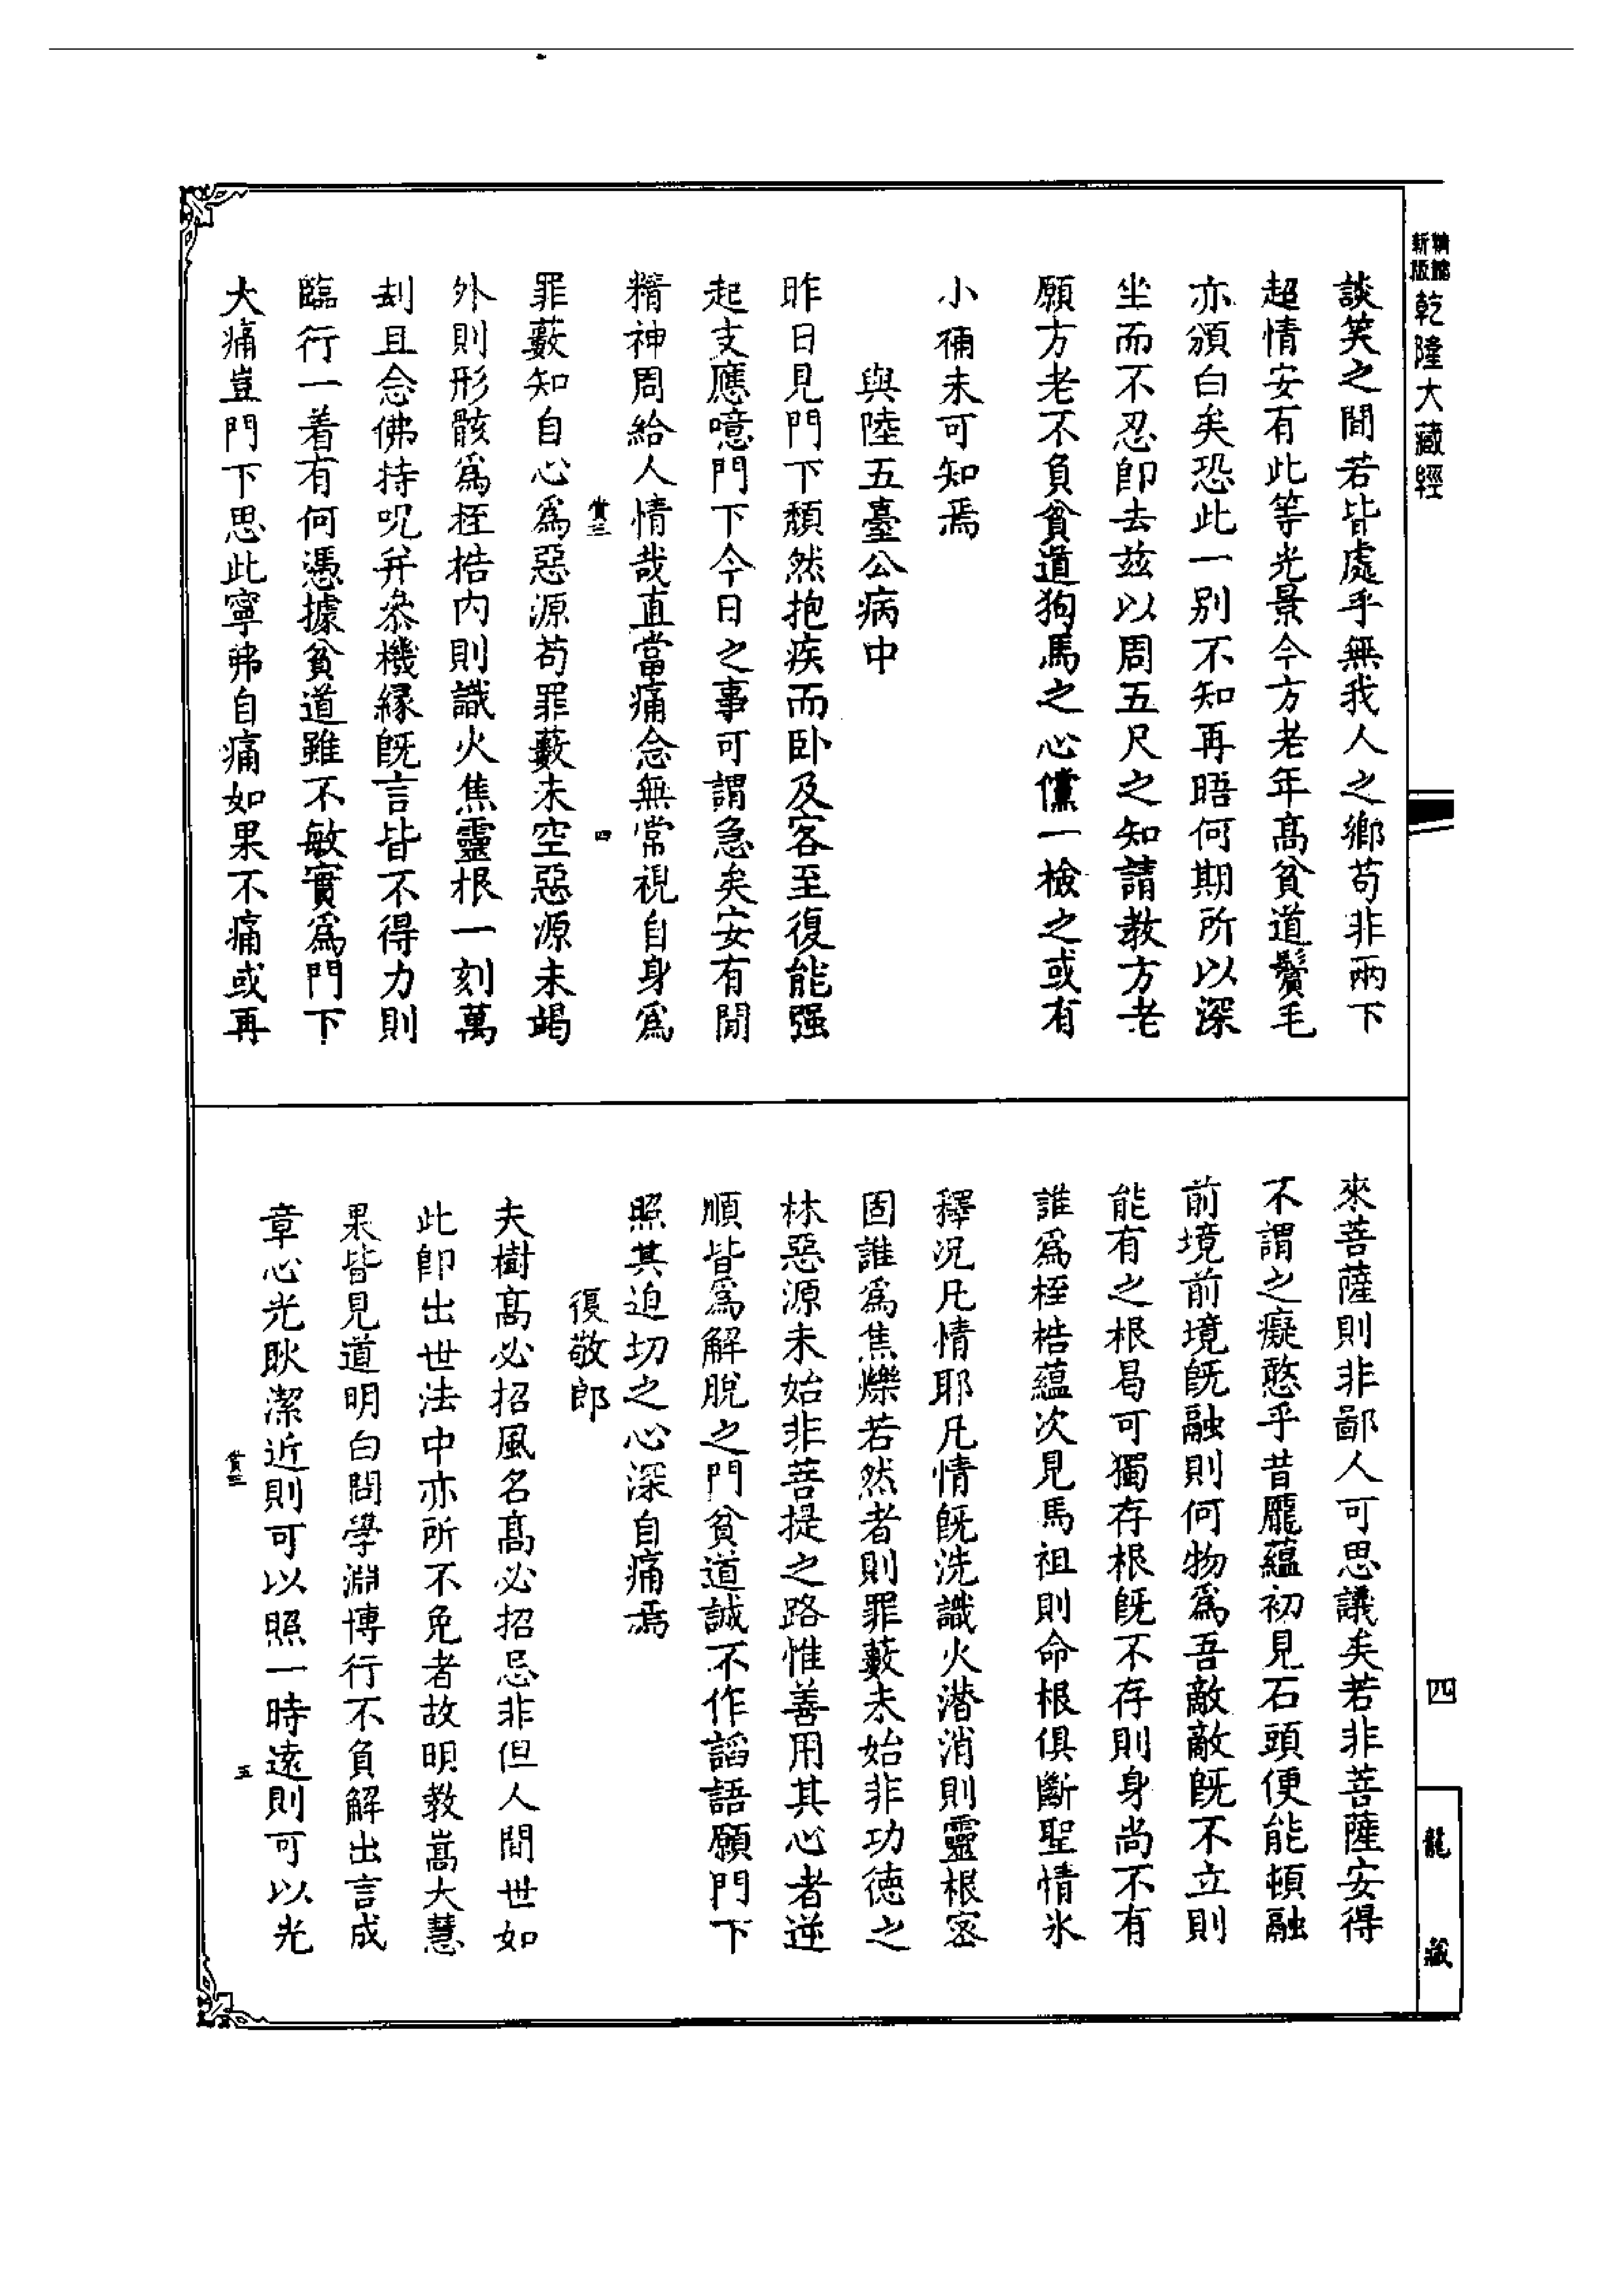 精縮新版乾隆大藏經
四
龍藏
談笑之間若皆處乎無我人之鄉苟非兩下
超情安有此等光景今方老年高貧道鬢毛
亦頒白矣恐此一别不知再晤何期所以深
坐而不忍即去茲以周五尺之知請教方老
願方老不負貧道狗馬之心儻一檢之或有
小補未可知焉
與陸五臺公病中
昨日見門下頹然抱疾而卧及客至復能强
起支應噫門下今日之事可謂急矣安有閒
精神周給人情哉直當痛念無常視自身爲
罪藪知自心爲惡源苟罪藪未空惡源未竭
外則形骸爲桎梏内則識火焦靈根一刻萬
刦且念佛持呪并叅機緣旣言皆不得力則
臨行一着有何憑據貧道雖不敏實爲門下
大痛豈門下思此寧弗自痛如果不痛或再
來菩薩則非鄙人可思議矣若非菩薩安得
不謂之癡憨乎昔龐蘊初見石頭便能頓融
前境前境旣融則何物爲吾敵敵旣不立則
能有之根曷可獨存根旣不存則身尚不有
誰爲桎梏蘊次見馬祖則命根俱斷聖情氷
釋况凡情耶凡情旣洗識火潛消則靈根宻
固誰爲焦爍若然者則罪藪未始非功德之
林惡源未始非菩提之路惟善用其心者逆
順皆爲解脫之門貧道誠不作謟語願門下
照其迫切之心深自痛焉
復敬郎
夫樹髙必招風名髙必招忌非但人間世如
此即出世法中亦所不免者故明教嵩大慧
果皆見道明白問學淵博行不負解出言成
章心光耿潔近則可以照一時遠則可以光
四
五